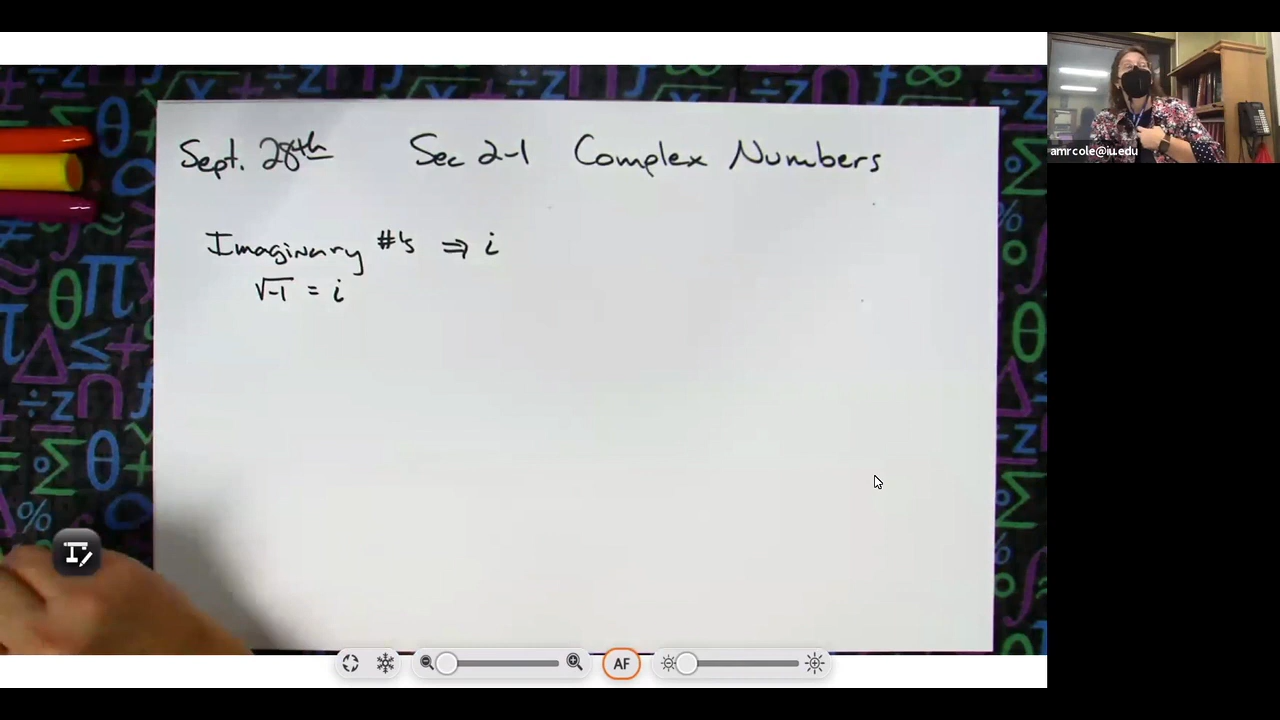 Sept. 28th Sec 2-1 Complex Numbers
Imaginary #'s ⇒ i
√-1 = i
amrcole@iu.edu
AF